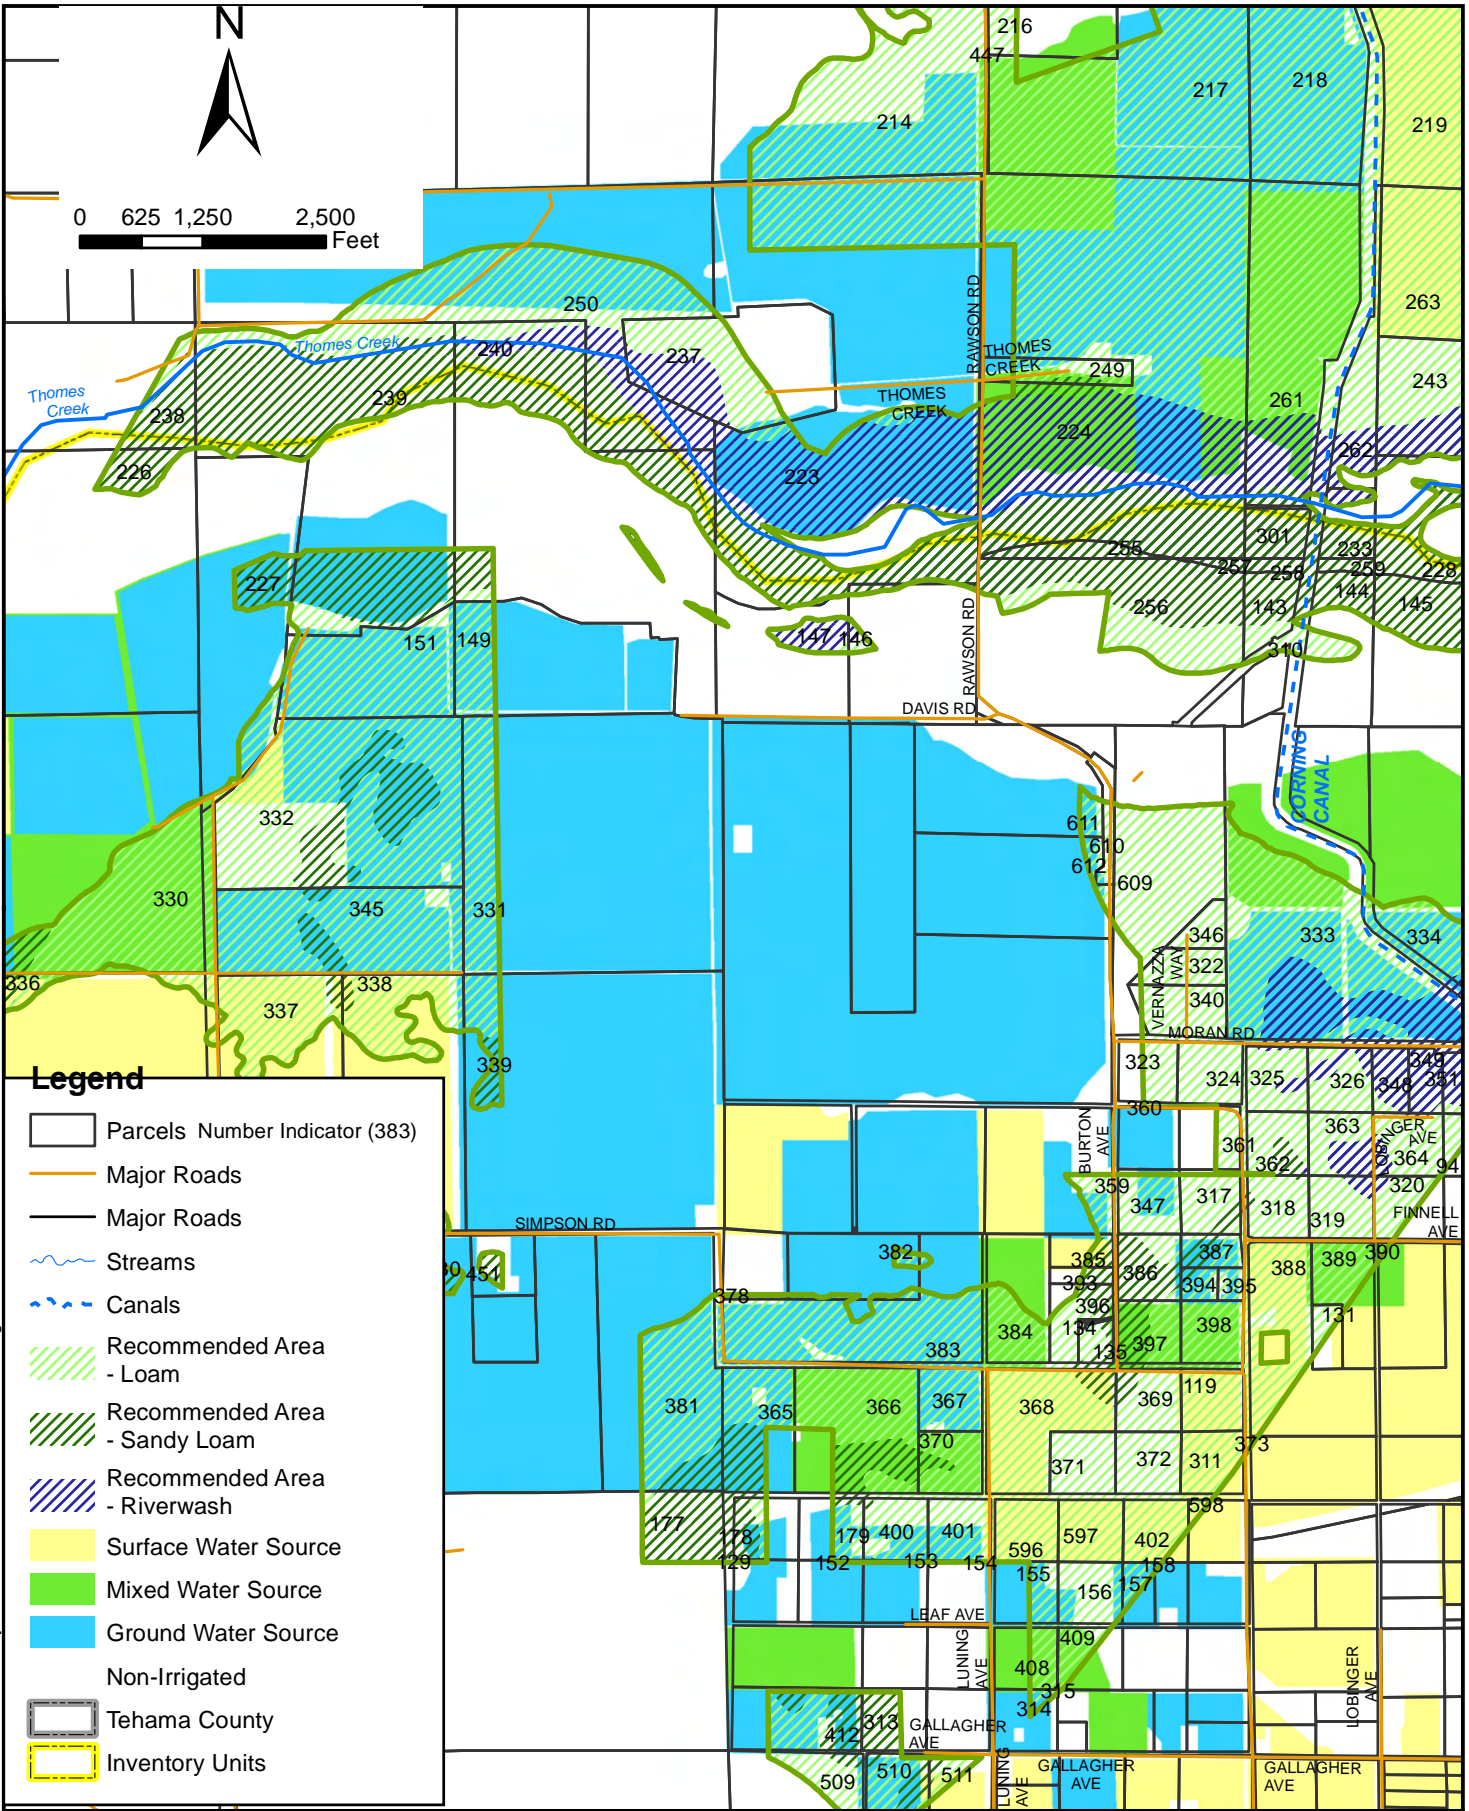 N
0 625 1,250 2,500
Feet
216
447
217
218
214
219
250
263
RAWSON RD
Thomes Creek
240
237
THOMES
CREEK
249
243
Thomes
Creek
238
239
THOMES
CREEK
261
224
262
226
223
301
255
233
257
258
259
228
227
144
256
143
145
151
149
147
146
RAWSON RD
310
DAVIS RD
CORNING
CANAL
332
611
610
612
609
330
345
331
346
333
334
VERNAZZA
WAY
322
336
338
340
337
MORAN RD
339
323
324
325
326
348
349
351
360
BURTON
AVE
363
361
LOBINGER
AVE
362
364
94
359
347
317
320
318
319
FINNELL
AVE
SIMPSON RD
30
451
382
385
387
388
389
390
386
393
394
395
378
396
131
384
134
398
397
383
135
381
365
366
367
368
369
119
370
373
371
372
311
598
177
178
179
400
401
596
597
402
129
152
153
154
155
158
156
157
LEAF AVE
409
LUNING
AVE
408
315
314
LOBINGER
AVE
412
313
GALLAGHER
AVE
509
510
511
LUNING
AVE
GALLAGHER
AVE
GALLAGHER
AVE
Legend
Parcels Number Indicator (383)
Major Roads
Major Roads
Streams
Canals
Recommended Area
- Loam
Recommended Area
- Sandy Loam
Recommended Area
- Riverwash
Surface Water Source
Mixed Water Source
Ground Water Source
Non-Irrigated
Tehama County
Inventory Units